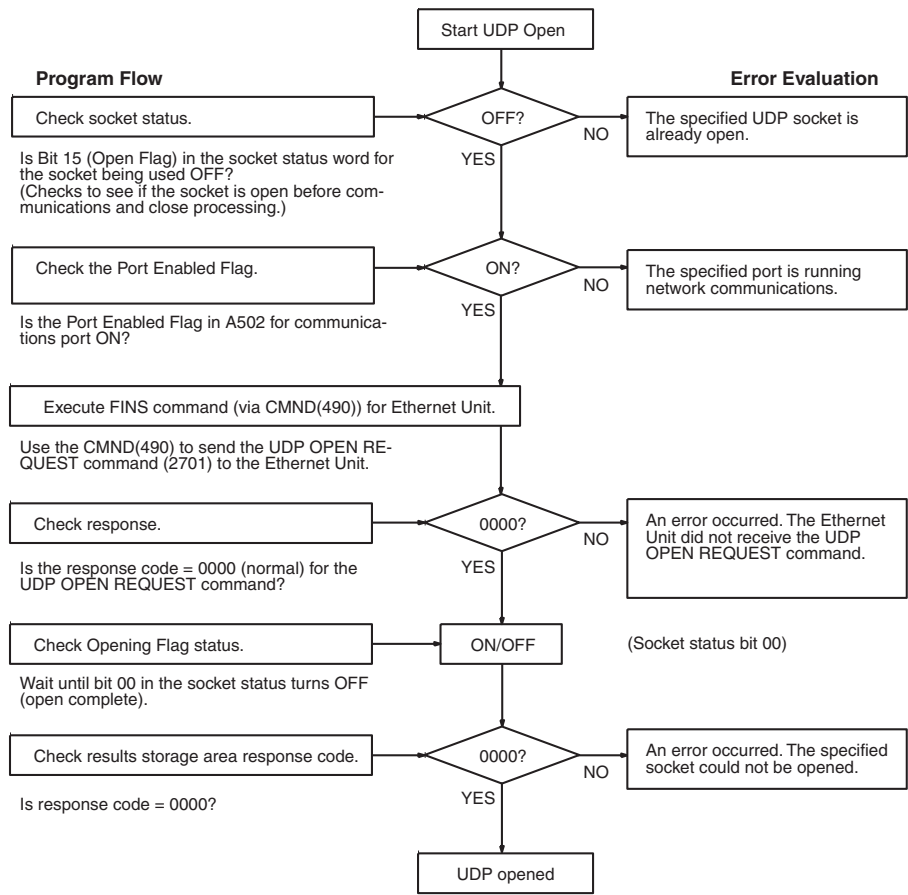 Start UDP Open
Program Flow
Error Evaluation
Check socket status.
OFF?
NO
YES
The specified UDP socket is
already open.
Is Bit 15 (Open Flag) in the socket status word for
the socket being used OFF?
(Checks to see if the socket is open before com-
munications and close processing.)
Check the Port Enabled Flag.
ON?
NO
YES
The specified port is running
network communications.
Is the Port Enabled Flag in A502 for communica-
tions port ON?
Execute FINS command (via CMND(490)) for Ethernet Unit.
Use the CMND(490) to send the UDP OPEN RE-
QUEST command (2701) to the Ethernet Unit.
Check response.
0000?
NO
YES
An error occurred. The Ethernet
Unit did not receive the UDP
OPEN REQUEST command.
Is the response code = 0000 (normal) for the
UDP OPEN REQUEST command?
Check Opening Flag status.
ON/OFF
(Socket status bit 00)
Wait until bit 00 in the socket status turns OFF
(open complete).
Check results storage area response code.
0000?
NO
YES
An error occurred. The specified
socket could not be opened.
Is response code = 0000?
UDP opened